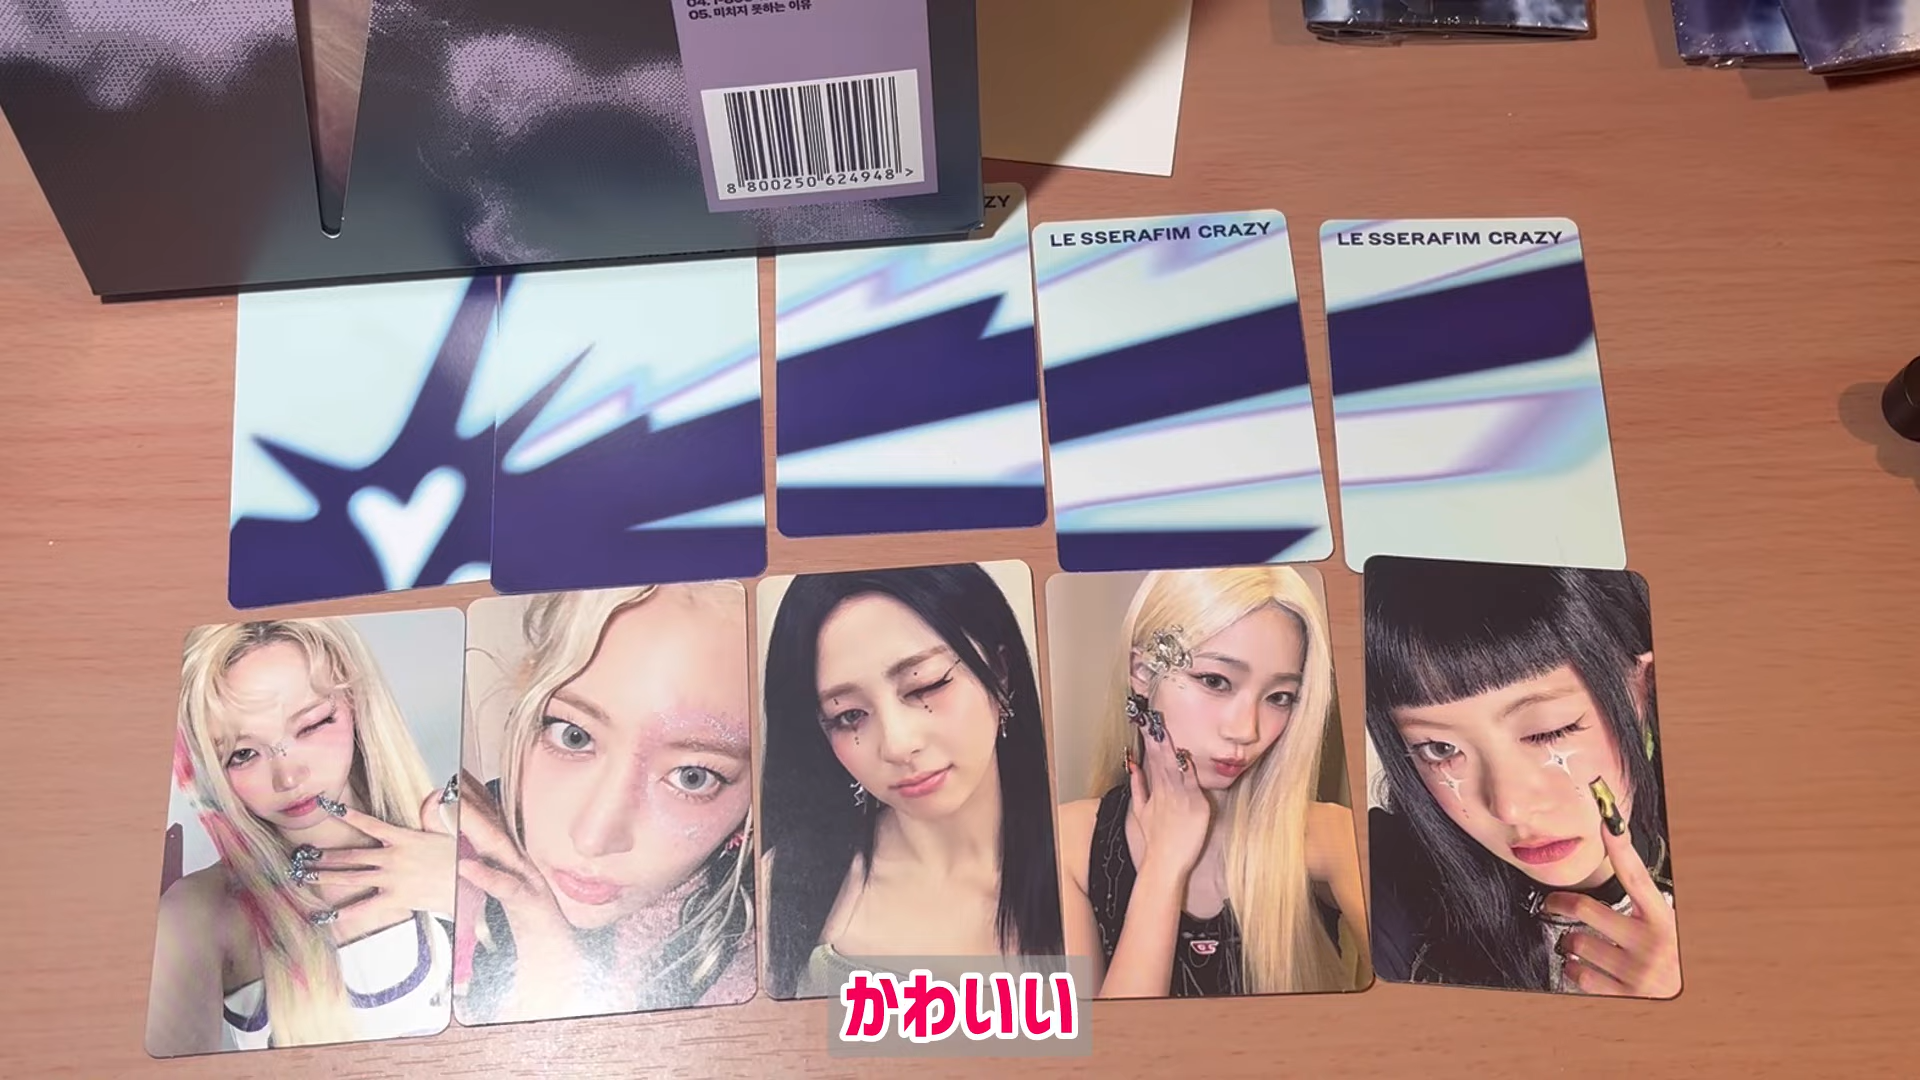 05. 미치지 못하는 이유
8 800250 624948 >
ZY
LE SSERAFIM CRAZY
LE SSERAFIM CRAZY
かわいい